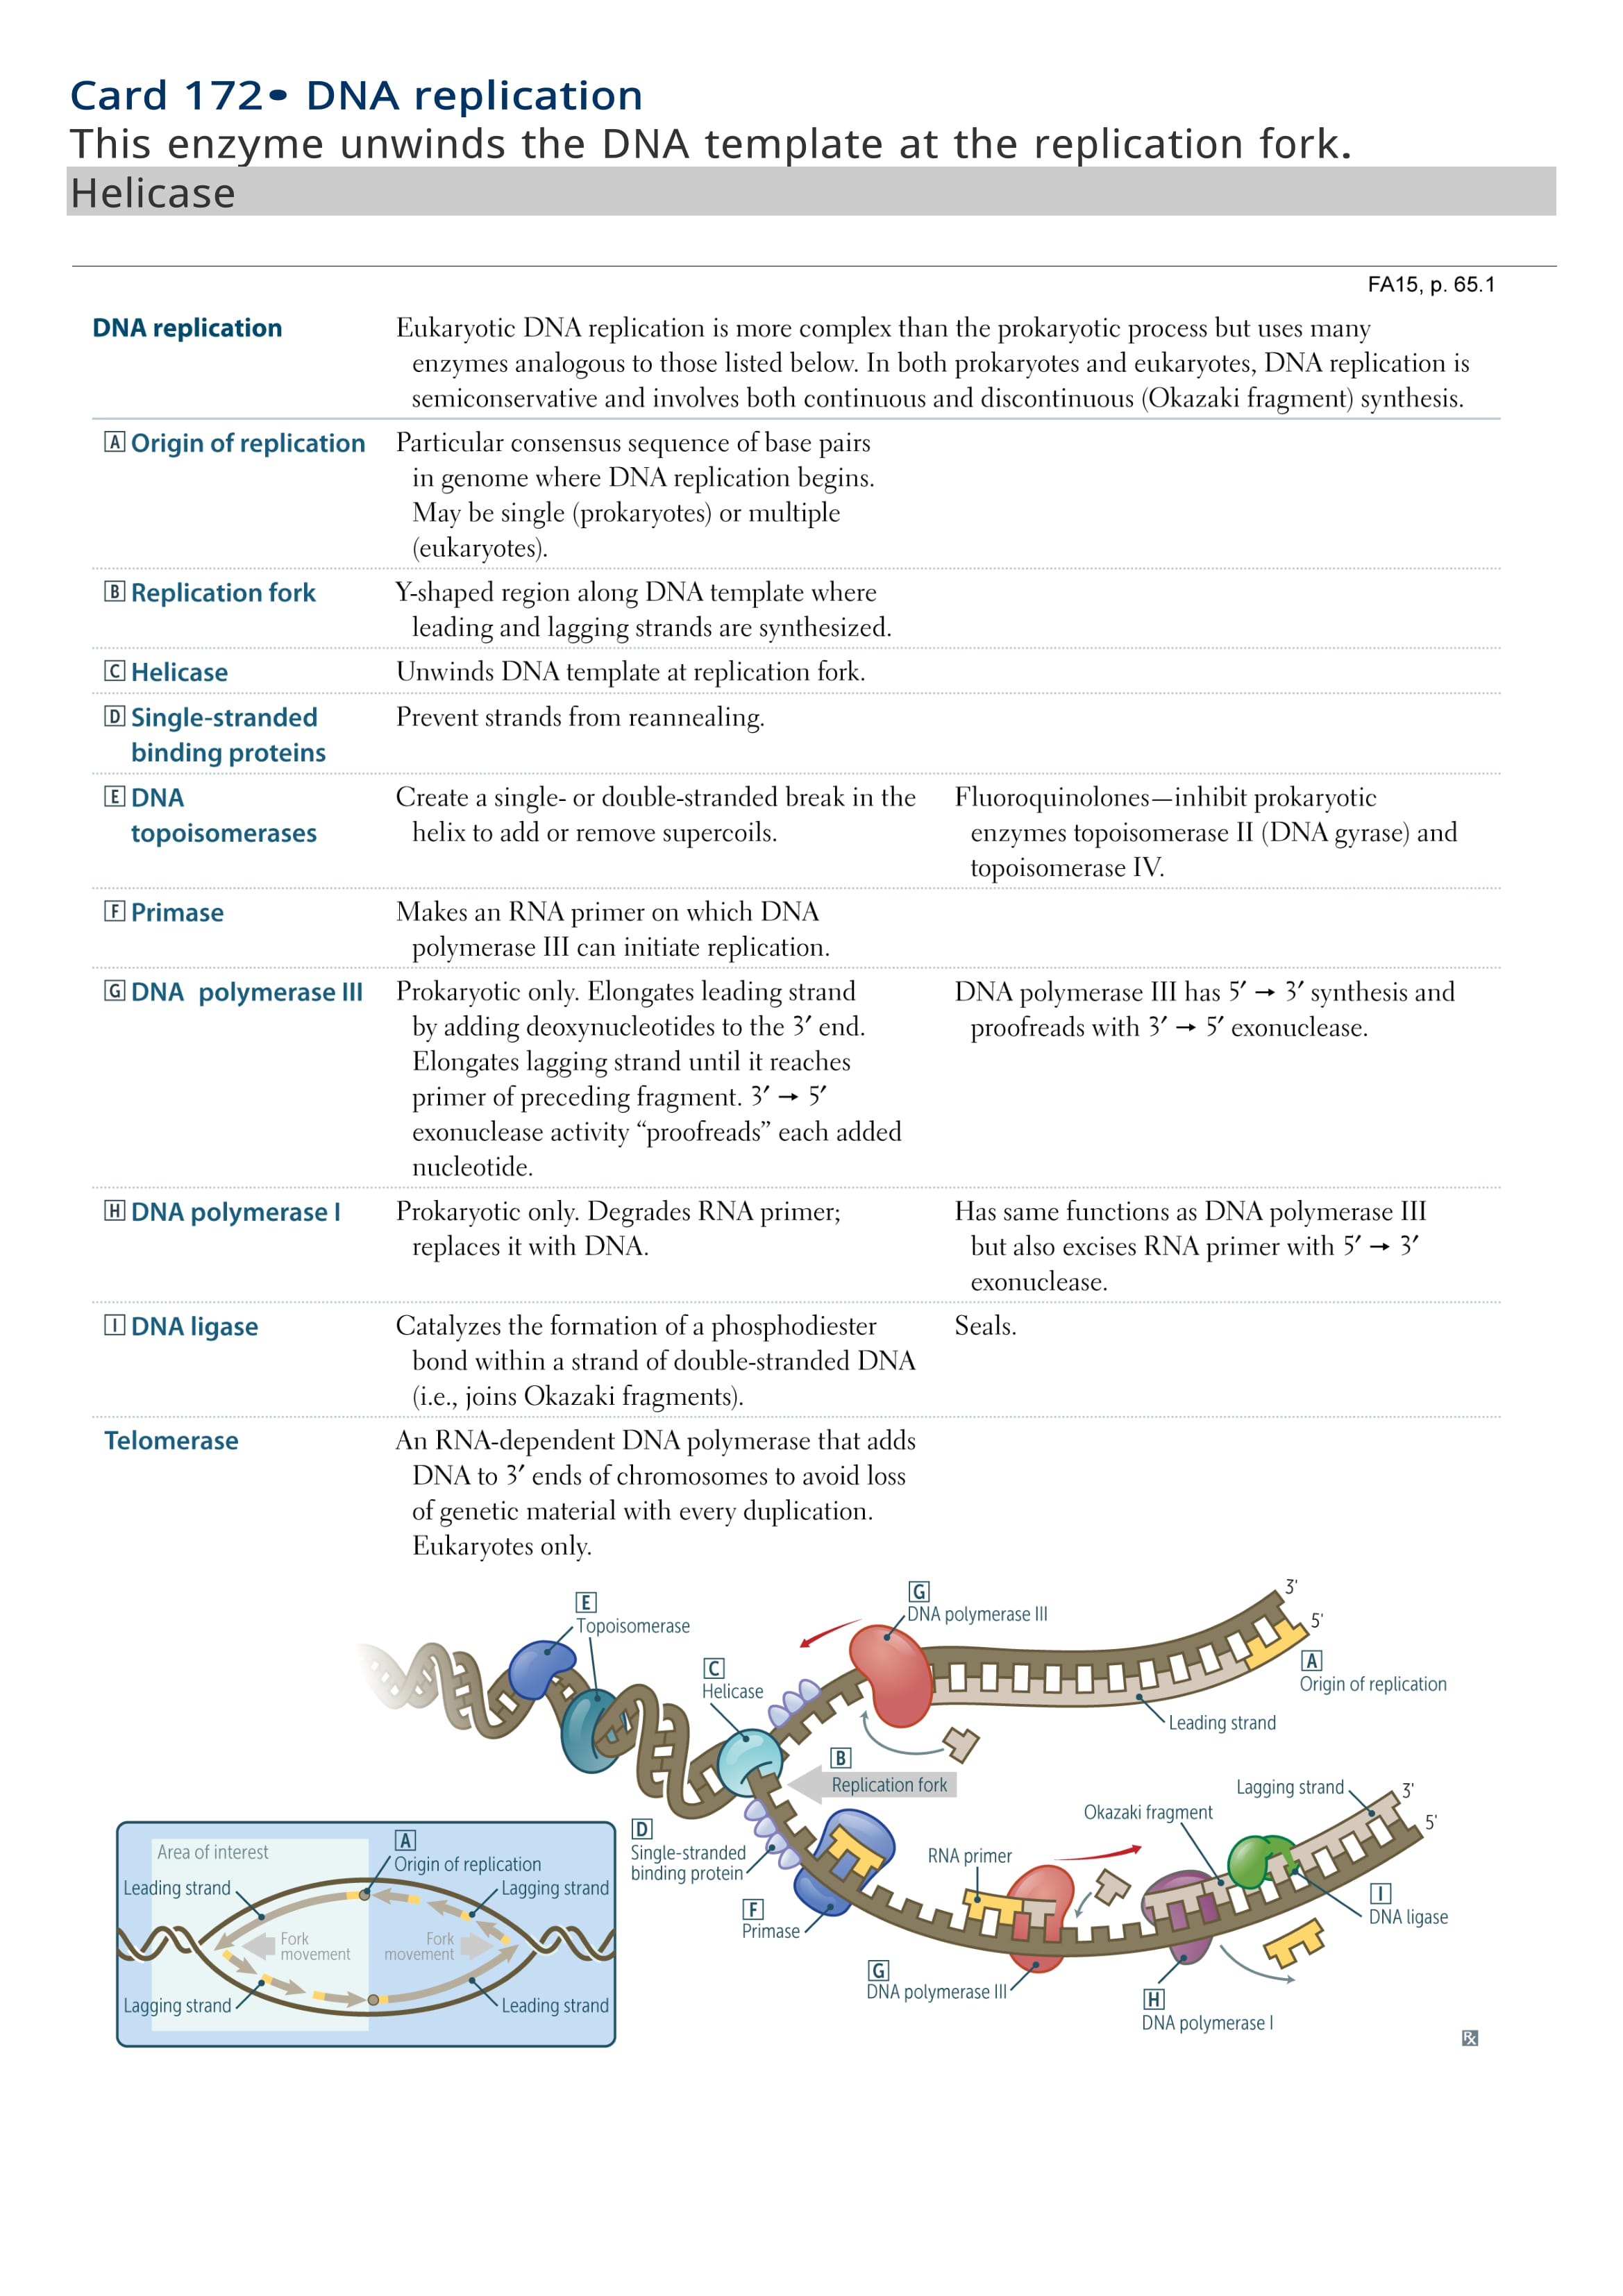 Card 172• DNA replication
This enzyme unwinds the DNA template at the replication fork.
Helicase
FA15, p. 65.1
DNA replication
Eukaryotic DNA replication is more complex than the prokaryotic process but uses many
enzymes analogous to those listed below. In both prokaryotes and eukaryotes, DNA replication is
semiconservative and involves both continuous and discontinuous (Okazaki fragment) synthesis.
A Origin of replication
Particular consensus sequence of base pairs
in genome where DNA replication begins.
May be single (prokaryotes) or multiple
(eukaryotes).
B Replication fork
Y-shaped region along DNA template where
leading and lagging strands are synthesized.
C Helicase
Unwinds DNA template at replication fork.
D Single-stranded
binding proteins
Prevent strands from reannealing.
E DNA
topoisomerases
Create a single- or double-stranded break in the
helix to add or remove supercoils.
Fluoroquinolones—inhibit prokaryotic
enzymes topoisomerase II (DNA gyrase) and
topoisomerase IV.
F Primase
Makes an RNA primer on which DNA
polymerase III can initiate replication.
G DNA polymerase III
Prokaryotic only. Elongates leading strand
by adding deoxynucleotides to the 3′ end.
Elongates lagging strand until it reaches
primer of preceding fragment. 3′ → 5′
exonuclease activity “proofreads” each added
nucleotide.
DNA polymerase III has 5′ → 3′ synthesis and
proofreads with 3′ → 5′ exonuclease.
H DNA polymerase I
Prokaryotic only. Degrades RNA primer;
replaces it with DNA.
Has same functions as DNA polymerase III
but also excises RNA primer with 5′ → 3′
exonuclease.
I DNA ligase
Catalyzes the formation of a phosphodiester
bond within a strand of double-stranded DNA
(i.e., joins Okazaki fragments).
Seals.
Telomerase
An RNA-dependent DNA polymerase that adds
DNA to 3′ ends of chromosomes to avoid loss
of genetic material with every duplication.
Eukaryotes only.
E
Topoisomerase
G
DNA polymerase III
3'
5'
A
Origin of replication
C
Helicase
Leading strand
B
Replication fork
Lagging strand
3'
5'
Okazaki fragment
D
Single-stranded
binding protein
RNA primer
F
Primase
I
DNA ligase
G
DNA polymerase III
H
DNA polymerase I
Area of interest
A
Origin of replication
Leading strand
Lagging strand
Fork
movement
Fork
movement
Lagging strand
Leading strand
Rx